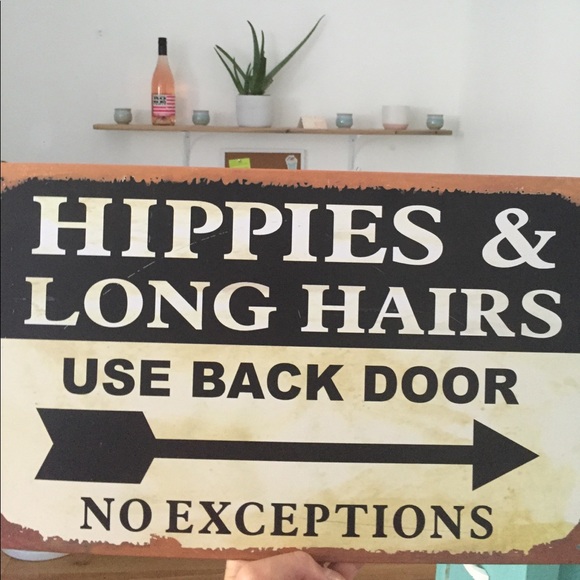 HIPPIES &
LONG HAIRS
USE BACK DOOR
NO EXCEPTIONS